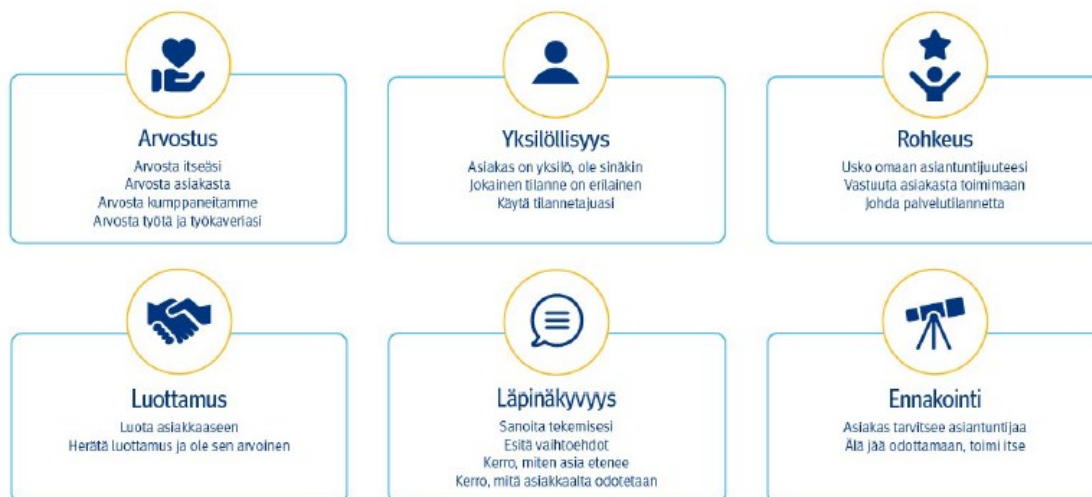 Arvostus
Arvosta itseäsi
Arvosta asiakasta
Arvosta kumppaneitamme
Arvosta työtä ja työkaveriasi
Yksilöllisyys
Asiakas on yksilö, ole sinäkin
Jokainen tilanne on erilainen
Käytä tilannetajuasi
Rohkeus
Usko omaan asiantuntijuuteesi
Vastuuta asiakasta toimimaan
Johda palvelutilannetta
Luottamus
Luota asiakkaaseen
Herätä luottamus ja ole sen arvoinen
Läpinäkyvyys
Sanoita tekemisesi
Esitä vaihtoehdot
Kerro, miten asia etenee
Kerro, mitä asiakkaalta odotetaan
Ennakointi
Asiakas tarvitsee asiantuntijaa
Älä jää odottamaan, toimi itse